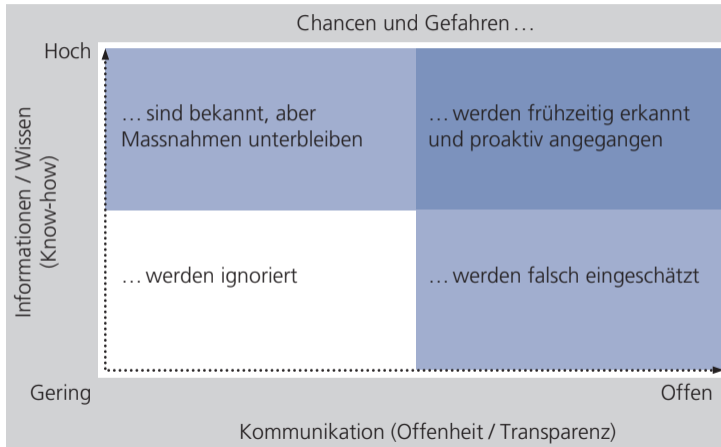 Chancen und Gefahren …
Hoch
… sind bekannt, aber
Massnahmen unterbleiben
… werden frühzeitig erkannt
und proaktiv angegangen
Informationen / Wissen
(Know-how)
… werden ignoriert
… werden falsch eingeschätzt
Gering
Offen
Kommunikation (Offenheit / Transparenz)